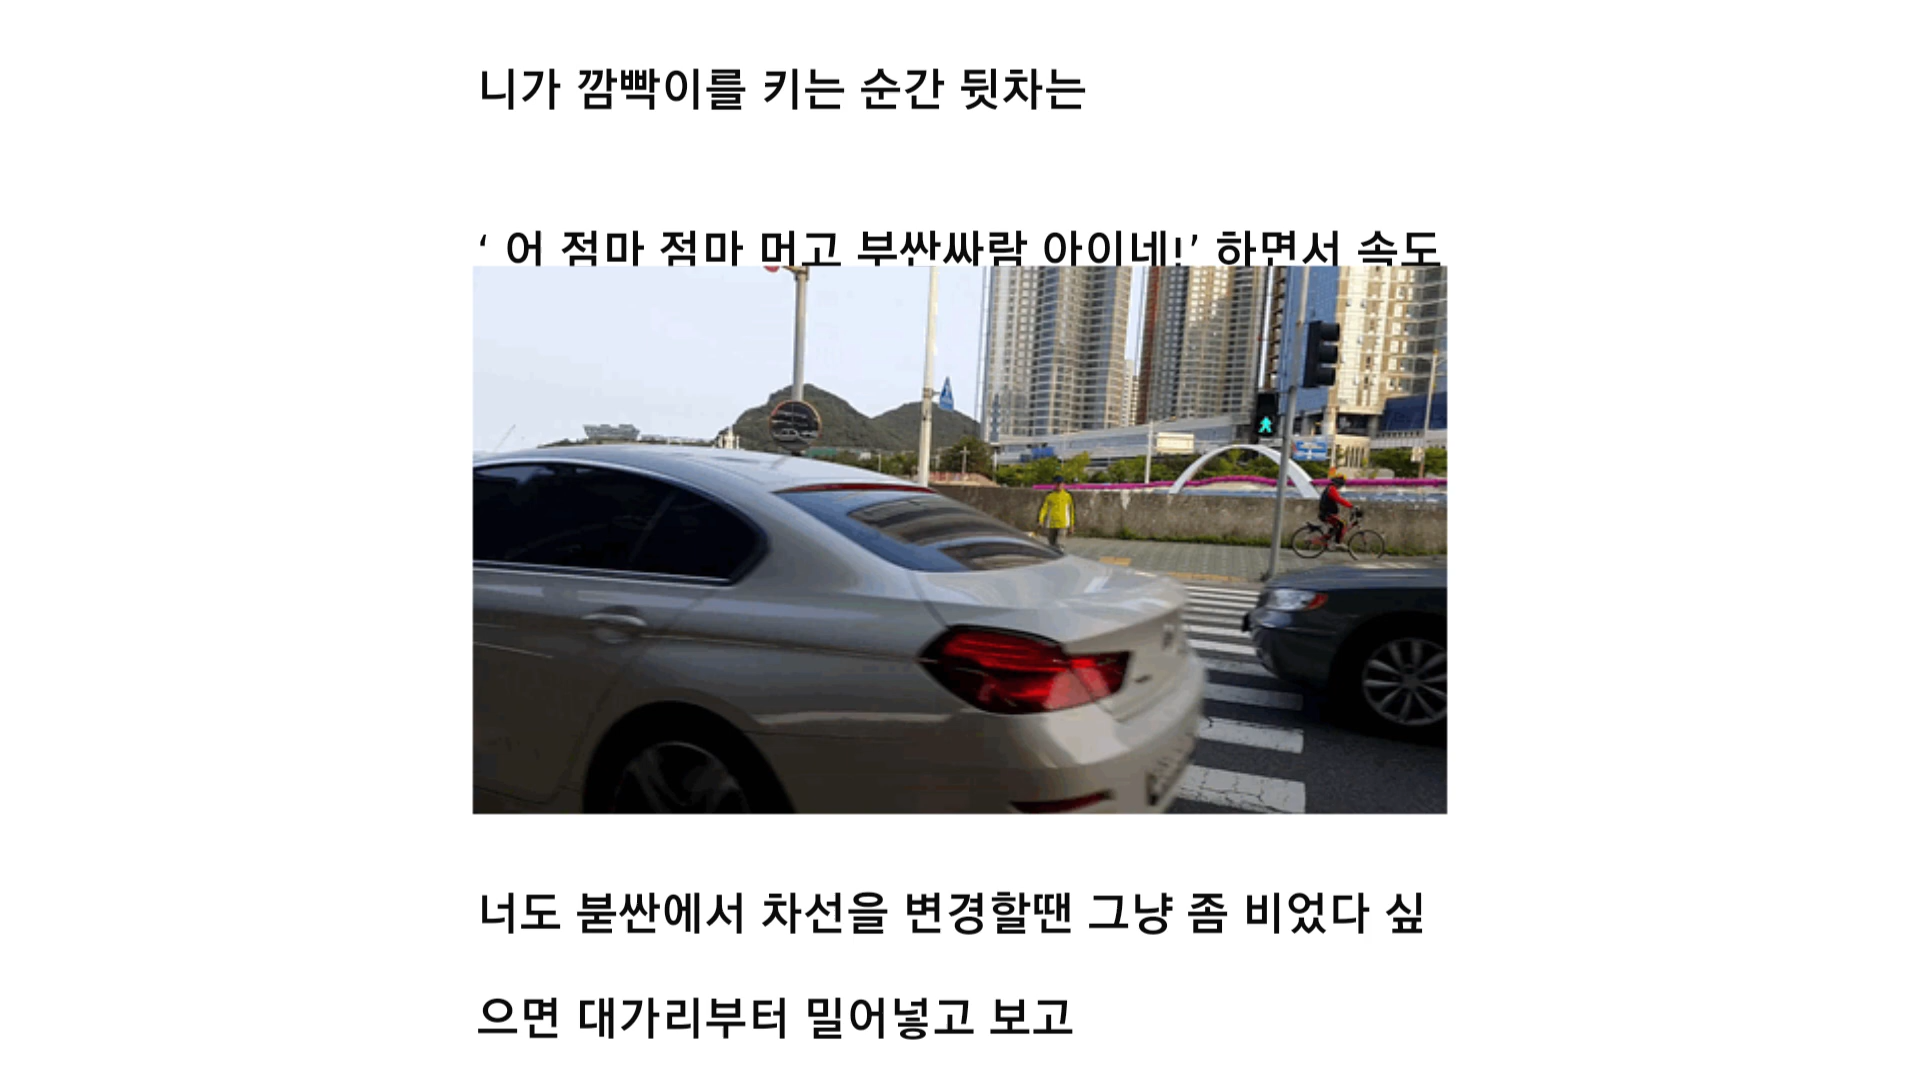 니가 깜빡이를 키는 순간 뒷차는
‘ 어 점마 점마 머고 부싼싸람 아이네!’ 하면서 속도
너도 붇싼에서 차선을 변경할땐 그냥 좀 비었다 싶
으면 대가리부터 밀어넣고 보고